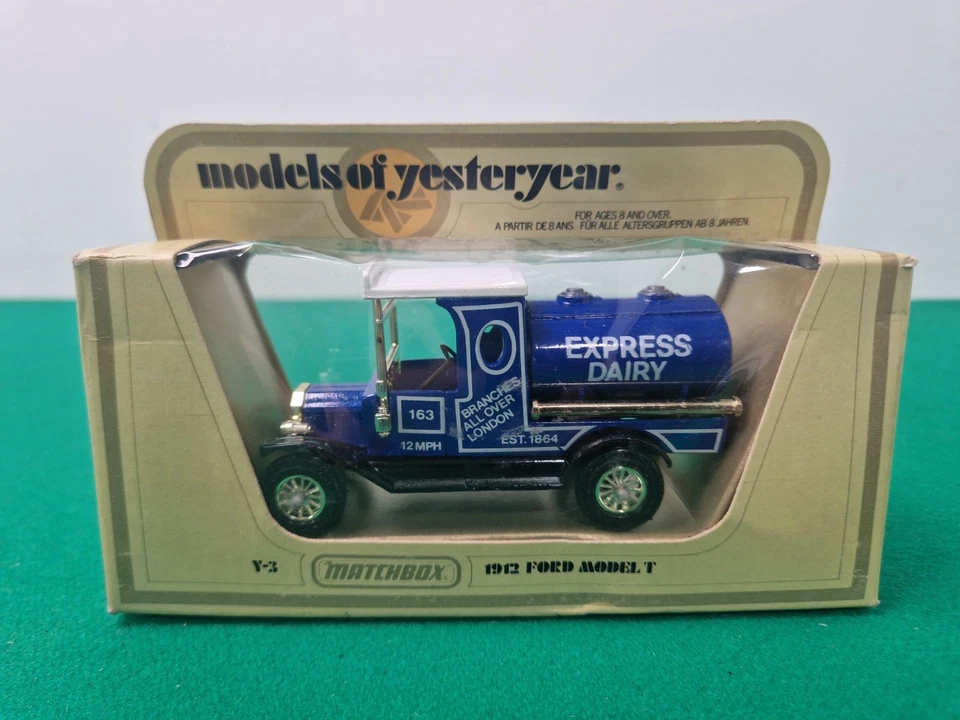 models of yesteryear®
FOR AGES 8 AND OVER.
A PARTIR DE 8 ANS. FÜR ALLE ALTERSGRUPPEN AB 8 JAHREN.
EXPRESS
DAIRY
163
BRANCHES
ALL OVER
LONDON
12 MPH
EST. 1864
Y-3
MATCHBOX
1912 FORD MODEL T